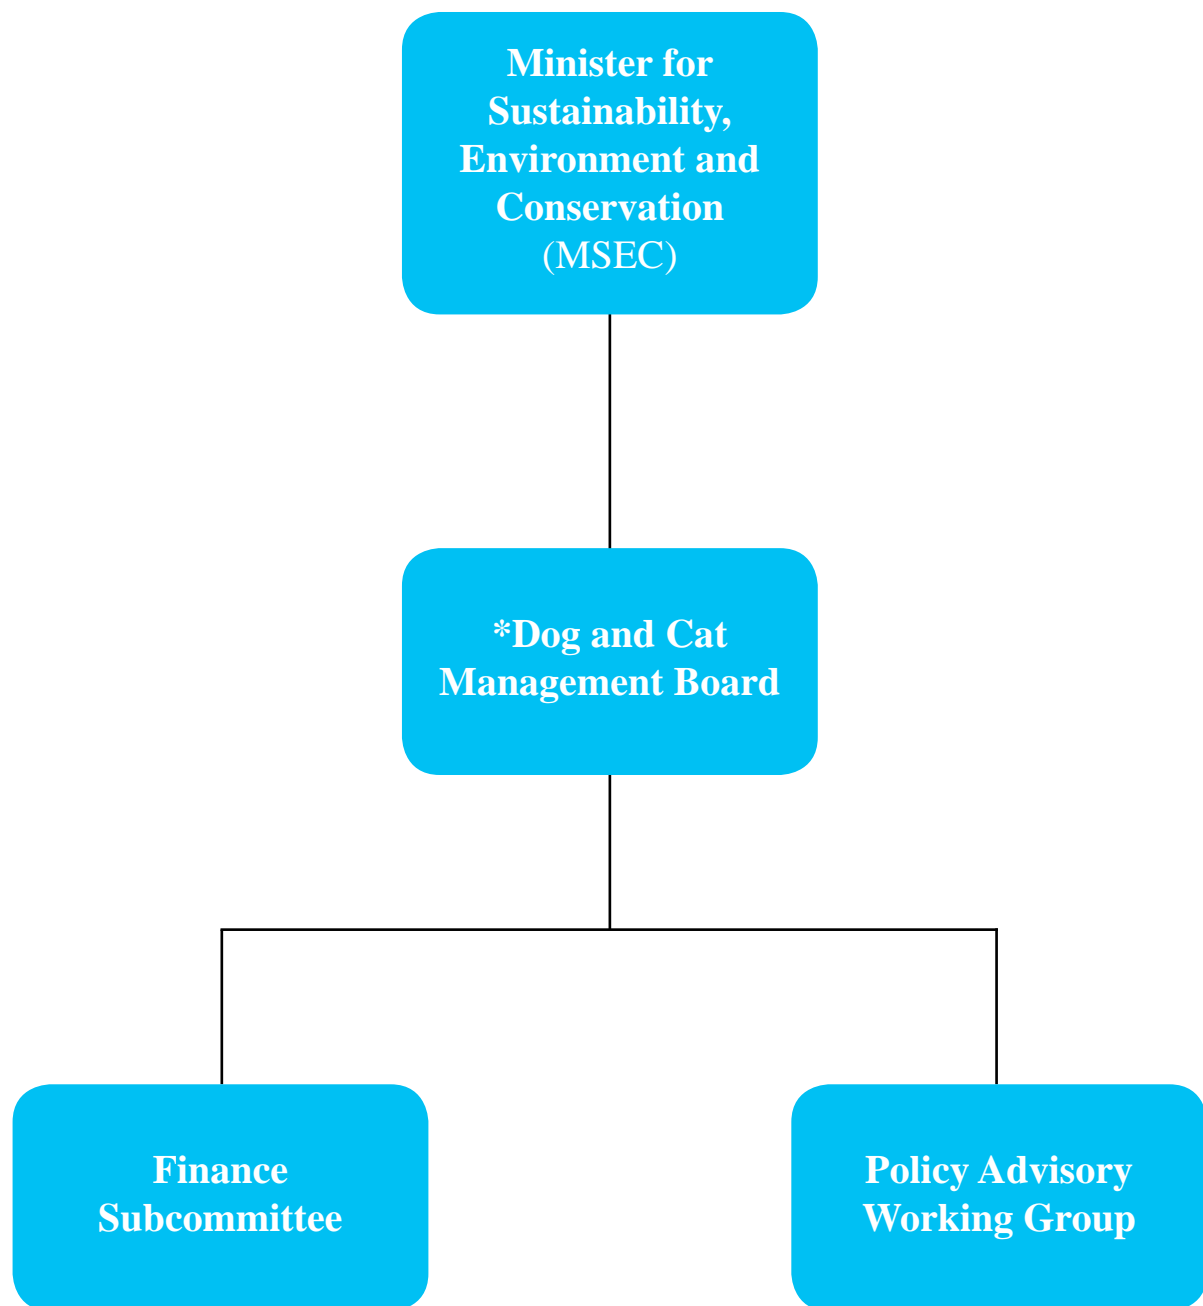 Minister for
Sustainability,
Environment and
Conservation
(MSEC)
*Dog and Cat
Management Board
Finance
Subcommittee
Policy Advisory
Working Group